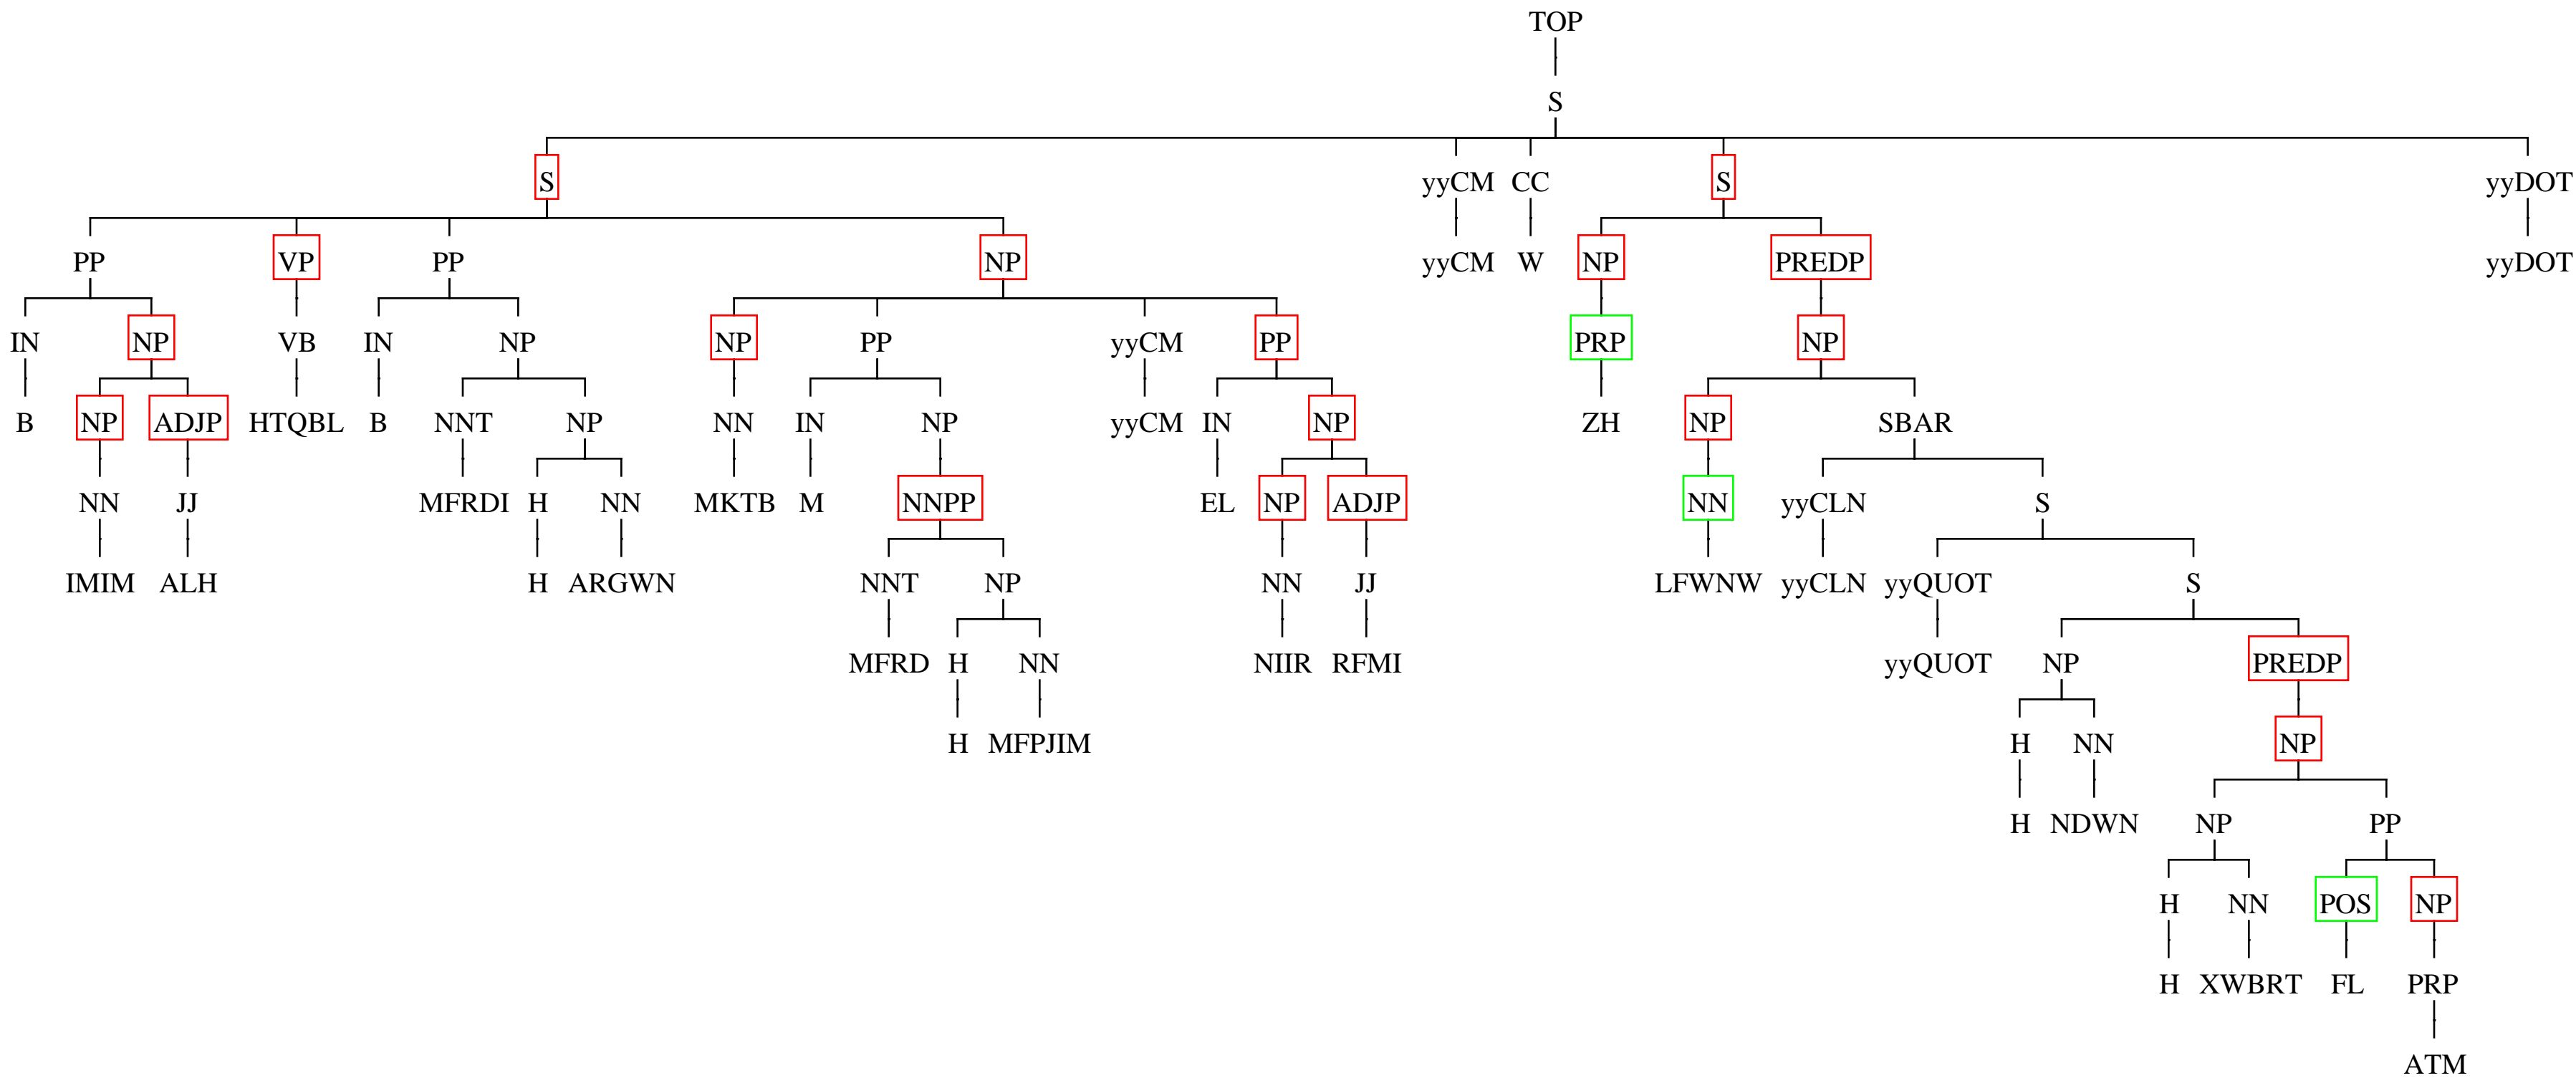 TOP
S
S yyCM CC S yyDOT
PP VP PP NP yyCM W NP PREDP yyDOT
IN NP VB IN NP NP PP yyCM PP PRP NP
B NP ADJP HTQBL B NNT NP NN IN NP yyCM IN NP ZH NP SBAR
NN JJ MFRDI H NN MKTB M NNPP EL NP ADJP NN yyCLN S
IMIM ALH H ARGWN NNT NP NN JJ LFWNW yyCLN yyQUOT S
MFRD H NN NIIR RFMI yyQUOT NP PREDP
H MFPJIM H NN NP
H NDWN NP PP
H NN POS NP
H XWBRT FL PRP
ATM